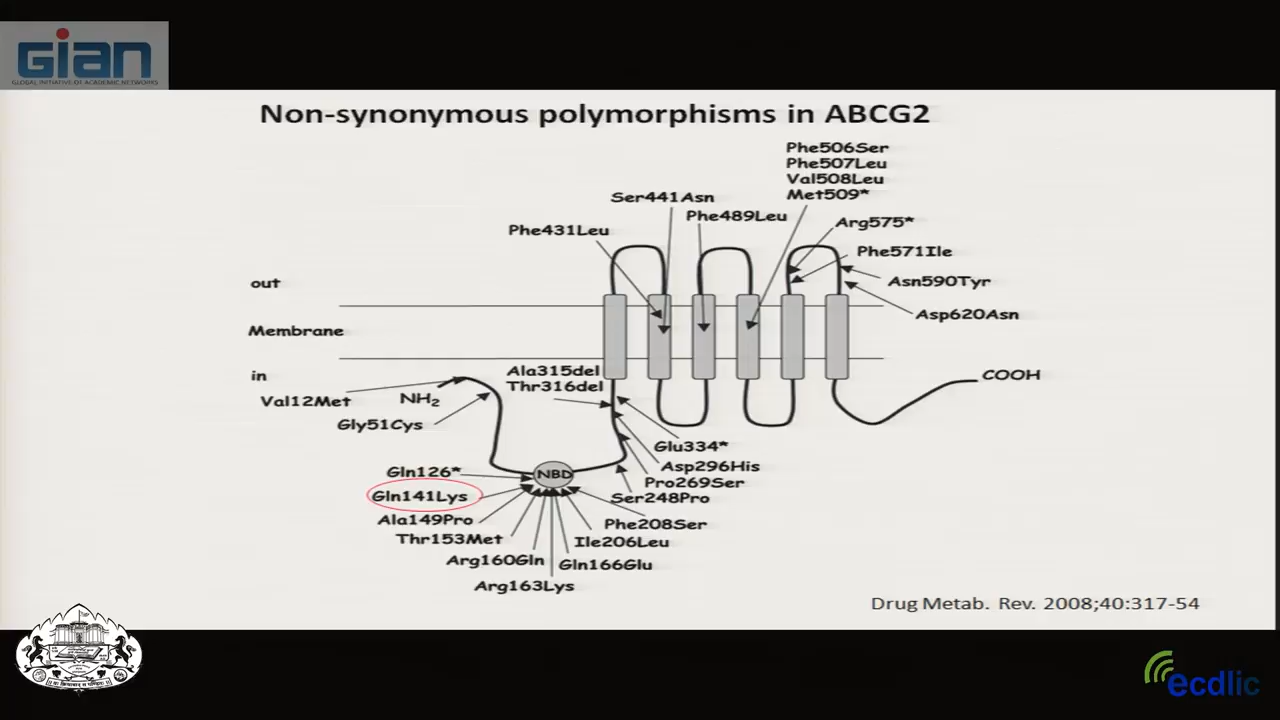 GIAN
GLOBAL INITIATIVE OF ACADEMIC NETWORKS
Non-synonymous polymorphisms in ABCG2
Phe506Ser
Phe507Leu
Val508Leu
Met509*
Ser441Asn
Phe489Leu
Phe431Leu
Arg575*
Phe571Ile
Asn590Tyr
Asp620Asn
out
Membrane
in
Ala315del
Thr316del
COOH
Val12Met
NH2
Gly51Cys
Glu334*
Asp296His
Pro269Ser
Ser248Pro
Gln126*
NBD
Gln141Lys
Ala149Pro
Phe208Ser
Thr153Met
Ile206Leu
Arg160Gln
Gln166Glu
Arg163Lys
Drug Metab. Rev. 2008;40:317-54
ecdlic